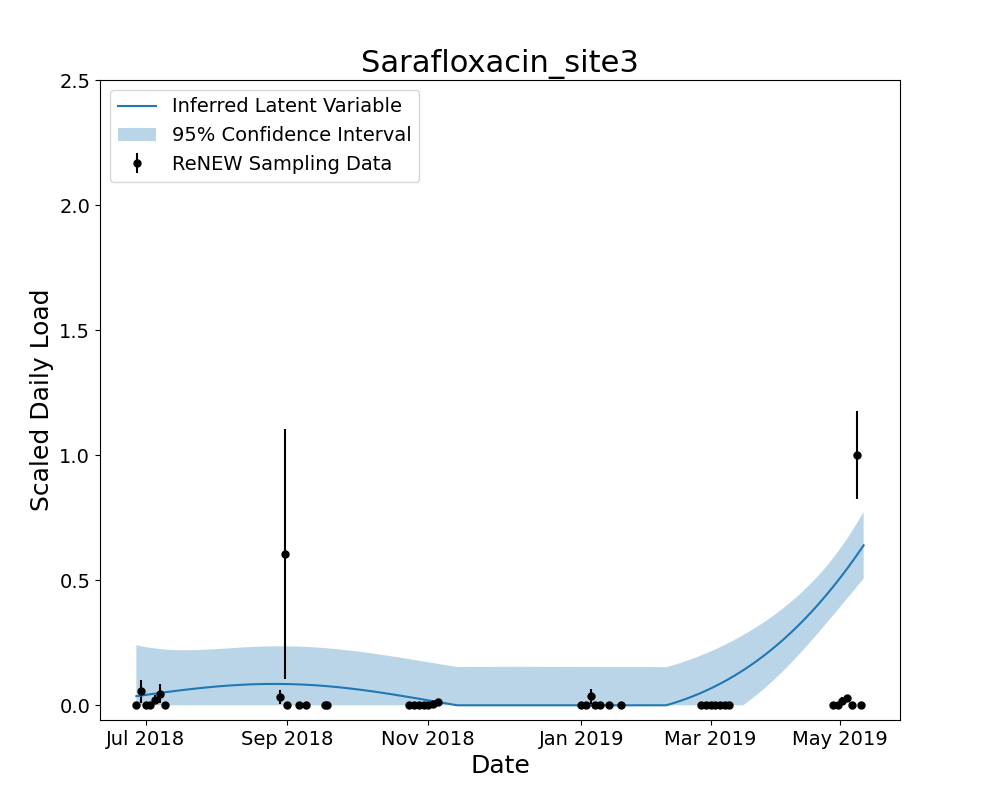 Sarafloxacin_site3
2.5
Inferred Latent Variable
95% Confidence Interval
ReNEW Sampling Data
2.0
1.5
1.0
0.5
0.0
Scaled Daily Load
Jul 2018 Sep 2018 Nov 2018 Jan 2019 Mar 2019 May 2019
Date